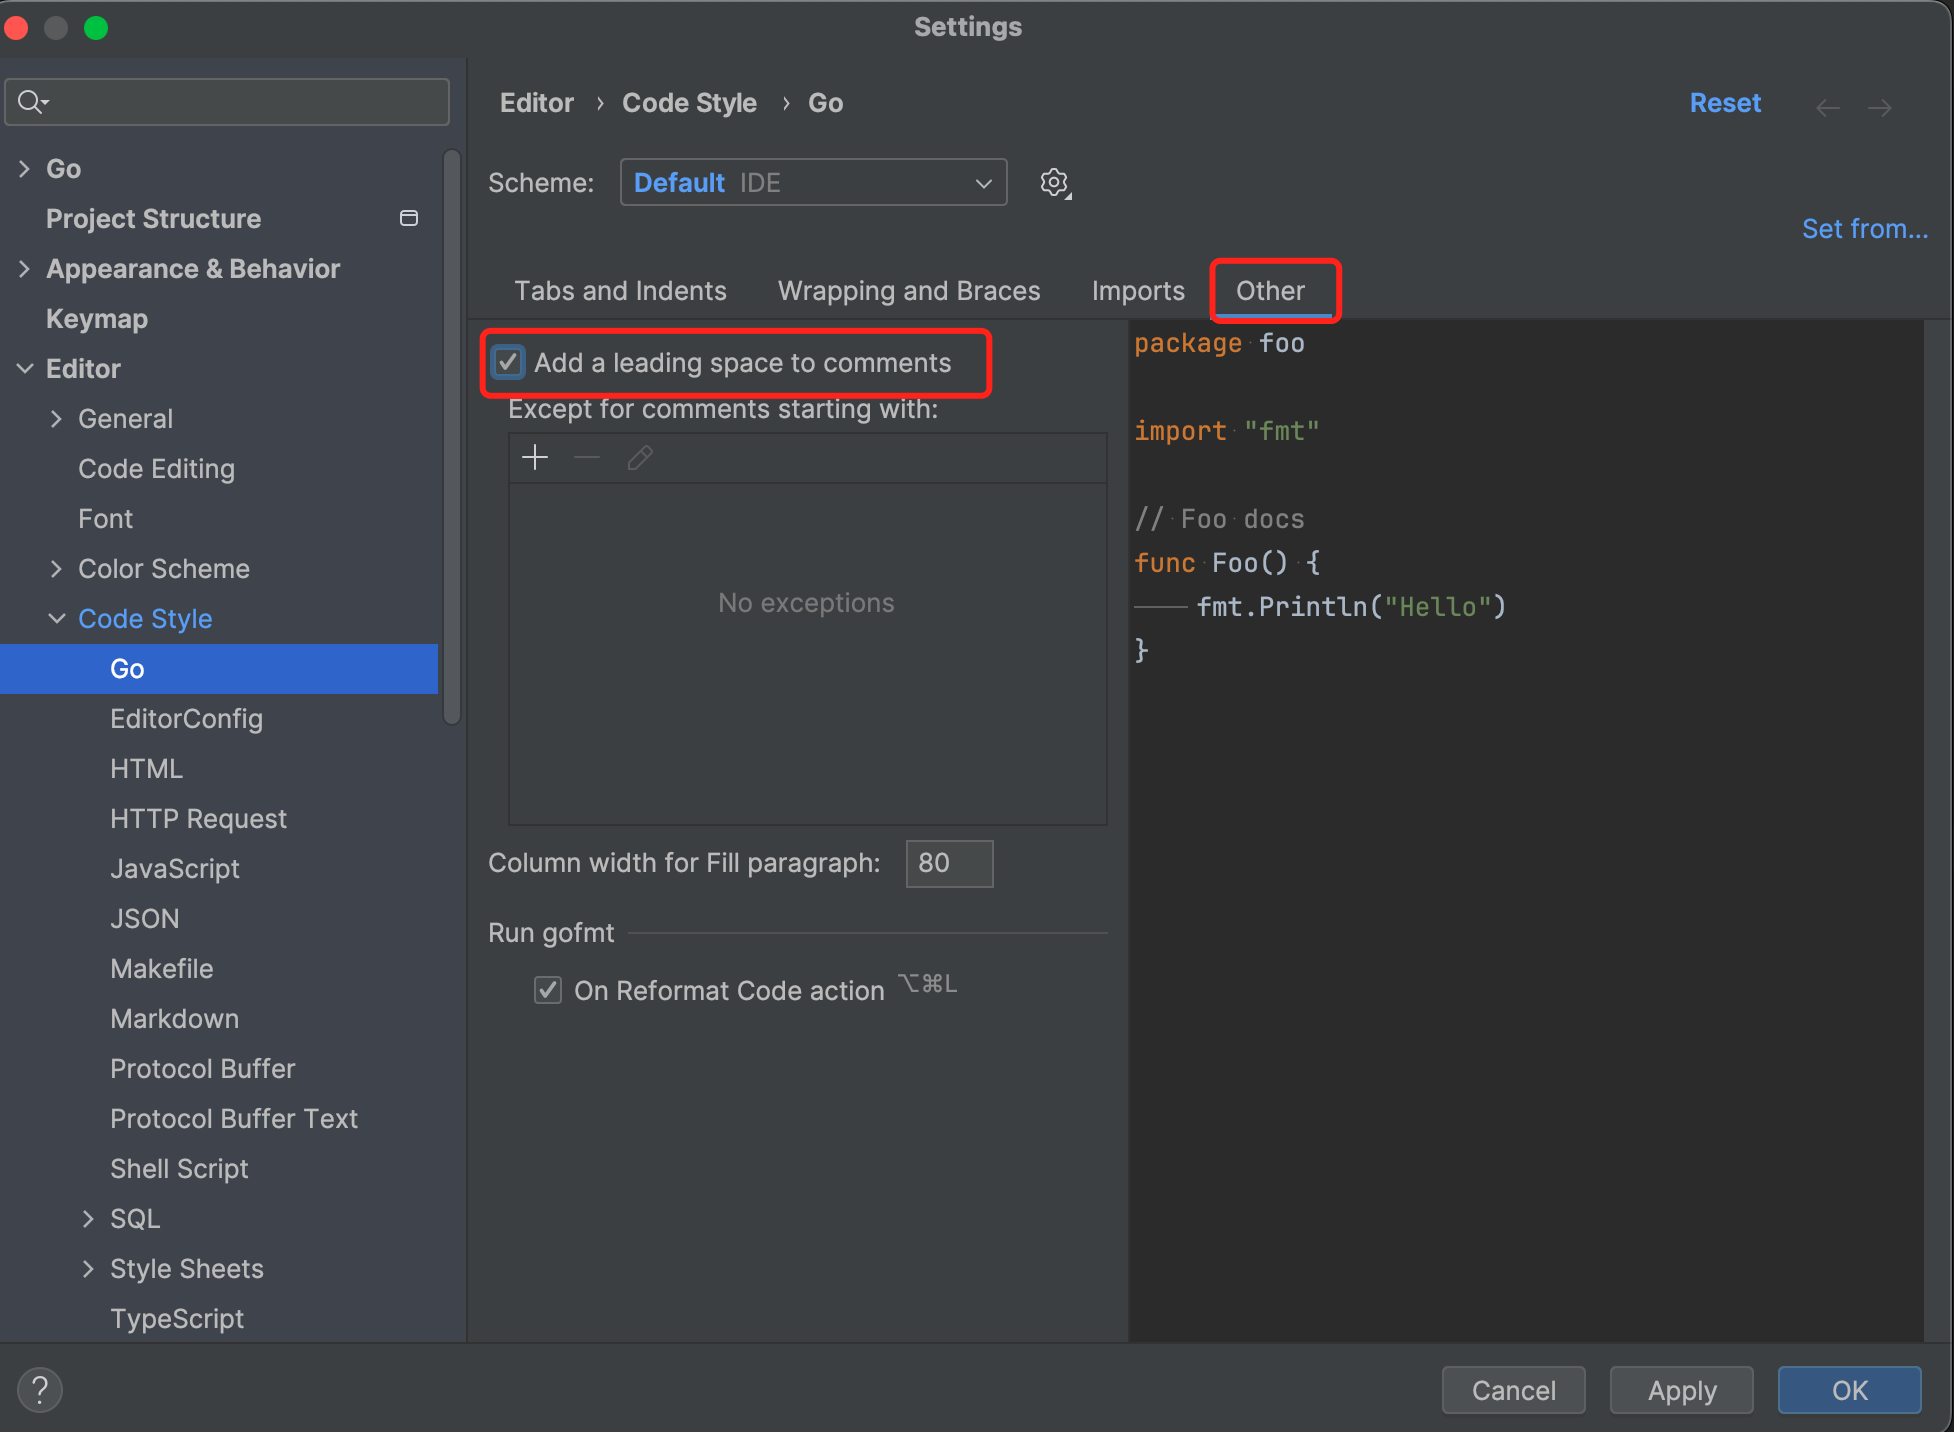 Settings
Go
Project Structure
Appearance & Behavior
Keymap
Editor
General
Code Editing
Font
Color Scheme
Code Style
Go
EditorConfig
HTML
HTTP Request
JavaScript
JSON
Makefile
Markdown
Protocol Buffer
Protocol Buffer Text
Shell Script
SQL
Style Sheets
TypeScript
Editor › Code Style › Go
Reset
Scheme: Default IDE
Set from...
Tabs and Indents
Wrapping and Braces
Imports
Other
Add a leading space to comments
Except for comments starting with:
No exceptions
Column width for Fill paragraph: 80
Run gofmt
On Reformat Code action ⌥⌘L
package foo
import "fmt"
// Foo docs
func Foo() {
fmt.Println("Hello")
}
?
Cancel
Apply
OK